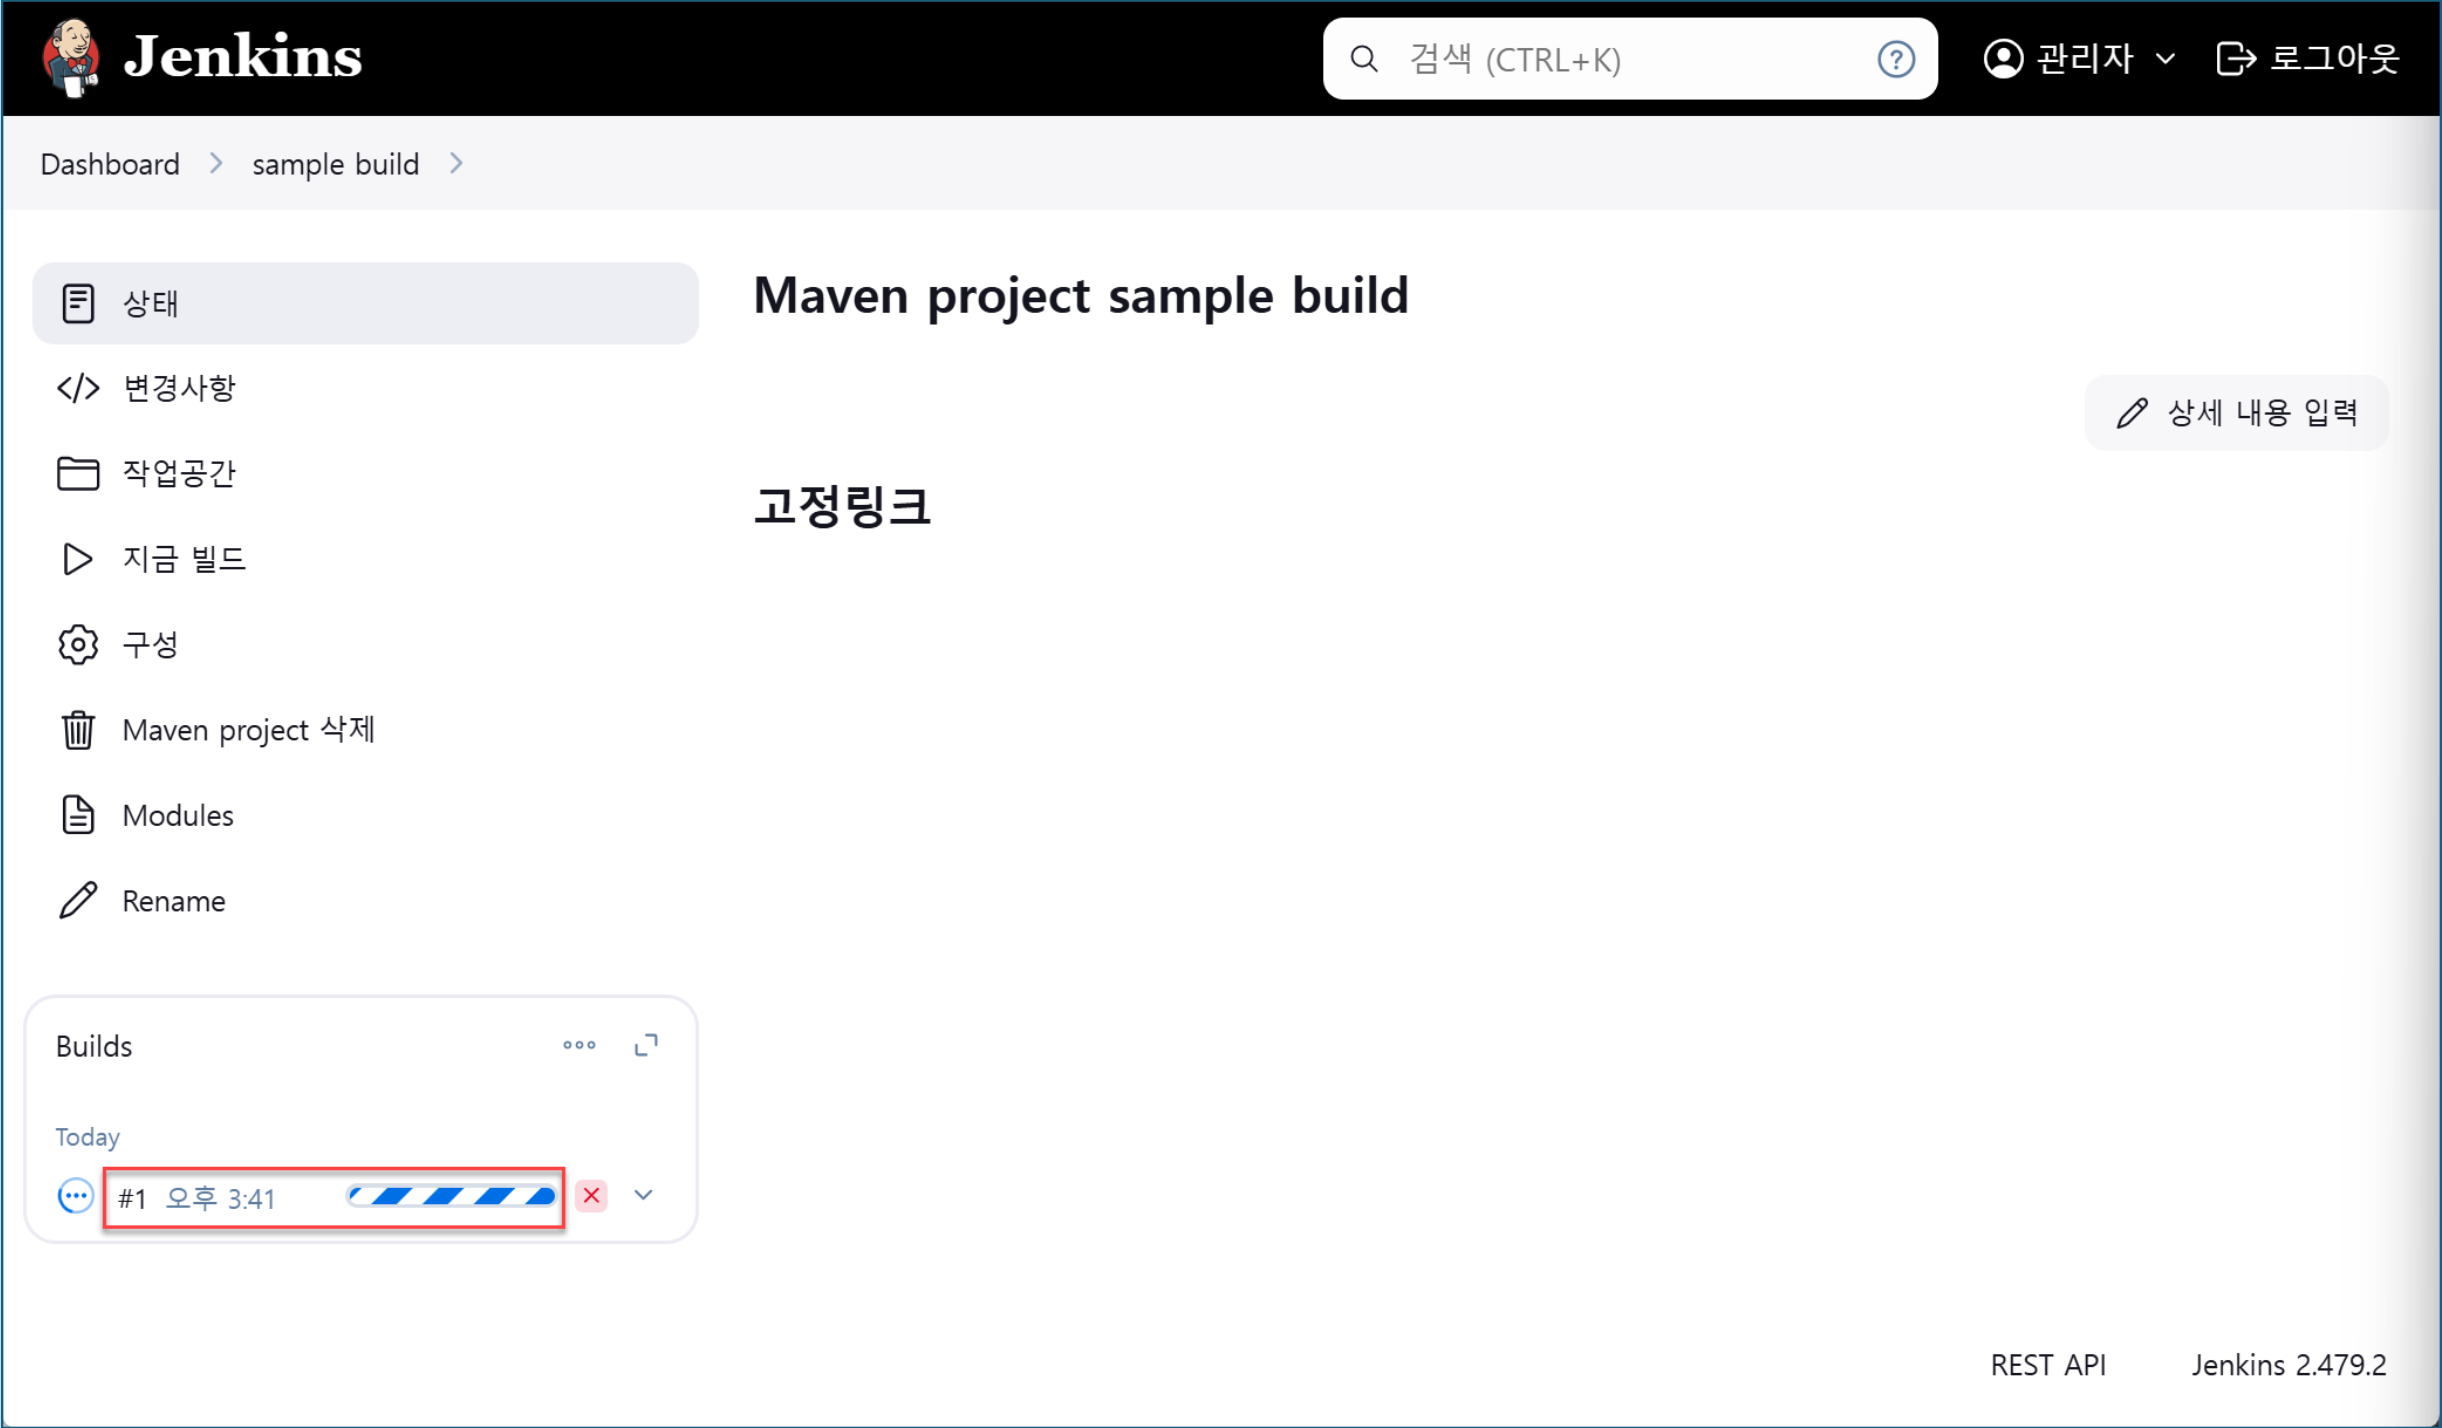 Jenkins
검색 (CTRL+K)
관리자
로그아웃
Dashboard
sample build
상태
변경사항
작업공간
지금 빌드
구성
Maven project 삭제
Modules
Rename
Maven project sample build
상세 내용 입력
고정링크
Builds
Today
#1 오후 3:41
REST API
Jenkins 2.479.2